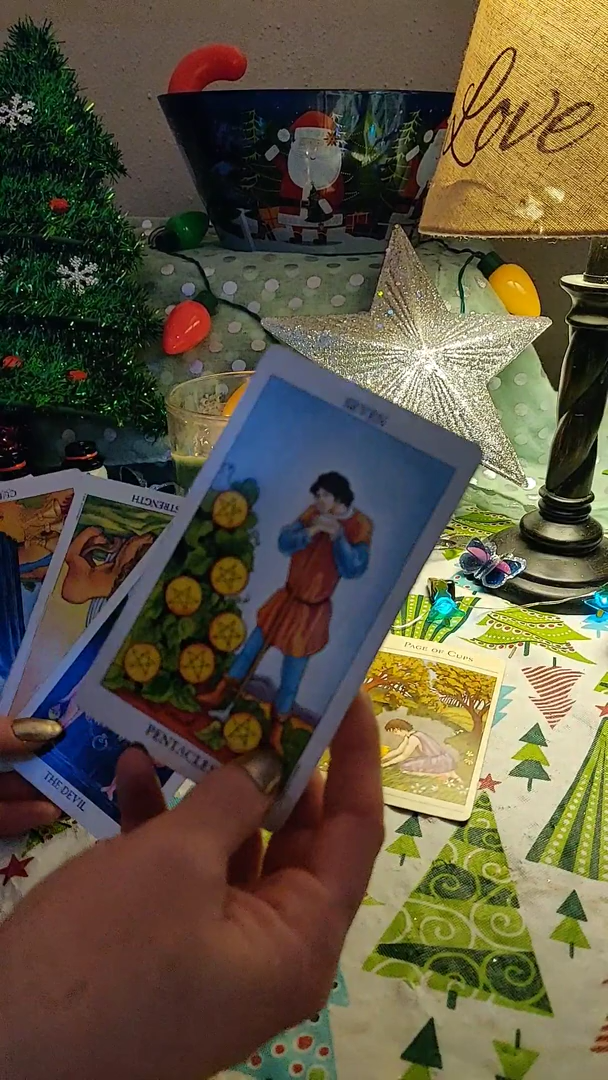 Love
SEVEN
STRENGTH
PAGE OF CUPS
PENTACLES
THE DEVIL